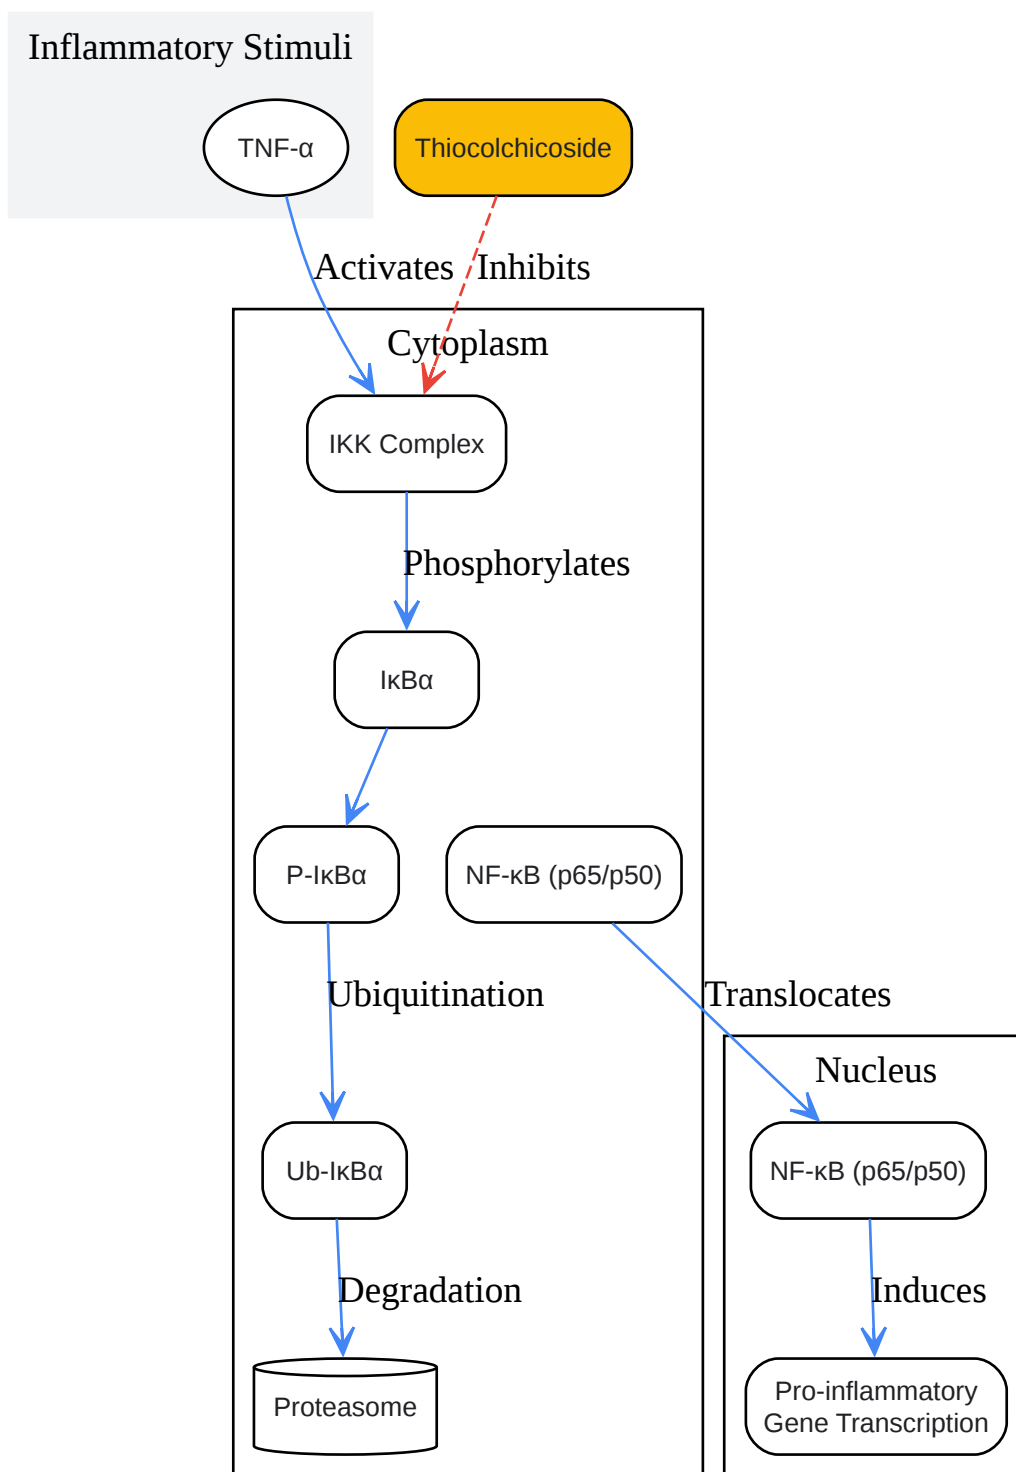 Inflammatory Stimuli
TNF-α
Thiocolchicoside
Activates
Inhibits
Cytoplasm
IKK Complex
Phosphorylates
IκBα
P-IκBα
NF-κB (p65/p50)
Ubiquitination
Translocates
Nucleus
Ub-IκBα
NF-κB (p65/p50)
Degradation
Induces
Proteasome
Pro-inflammatory
Gene Transcription